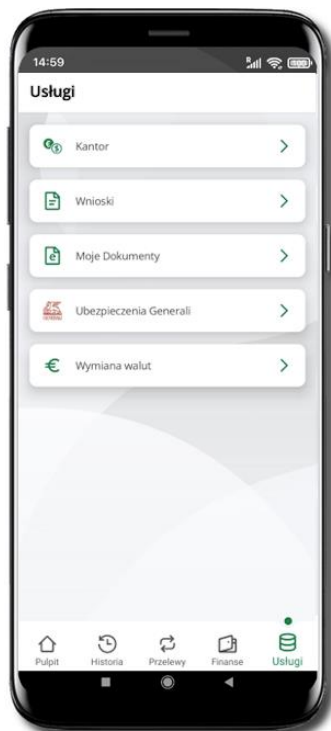 14:59
Usługi
Kantor
Wnioski
Moje Dokumenty
Ubezpieczenia Generali
Wymiana walut
Pulpit
Historia
Przelewy
Finanse
Usługi